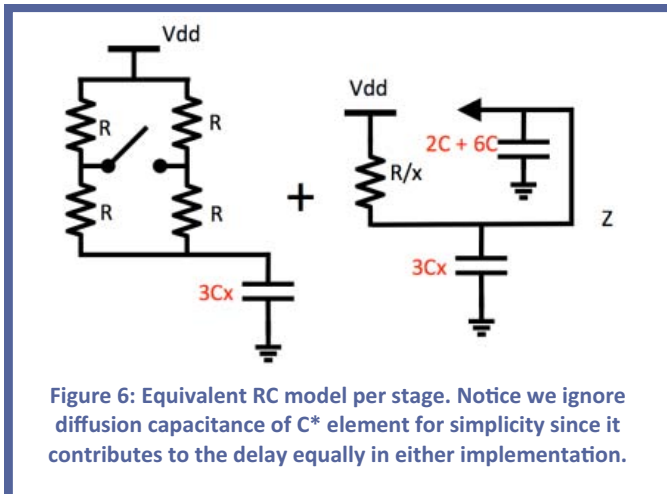 Vdd
R
R
R
R
3Cx
+
Vdd
R/x
2C + 6C
Z
3Cx
Figure 6: Equivalent RC model per stage. Notice we ignore
diffusion capacitance of C* element for simplicity since it
contributes to the delay equally in either implementation.